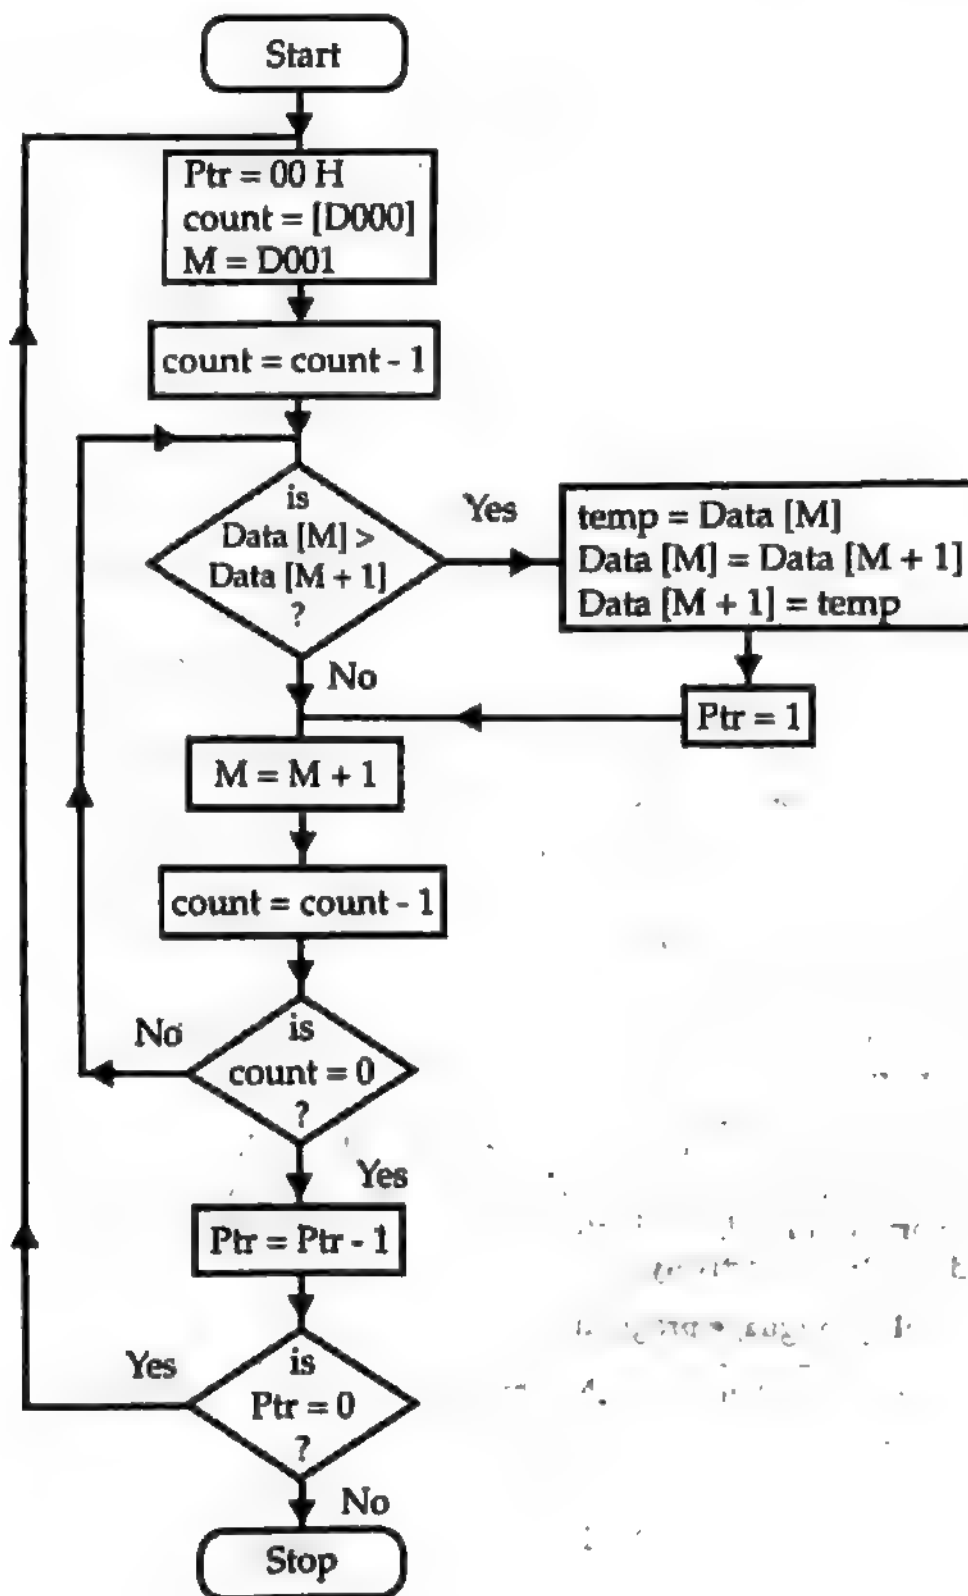 Start
Ptr = 00 H
count = [D000]
M = D001
count = count - 1
is
Data [M] >
Data [M + 1]
?
Yes
temp = Data [M]
Data [M] = Data [M + 1]
Data [M + 1] = temp
No
Ptr = 1
M = M + 1
count = count - 1
No
is
count = 0
?
Yes
Ptr = Ptr - 1
Yes
is
Ptr = 0
?
No
Stop